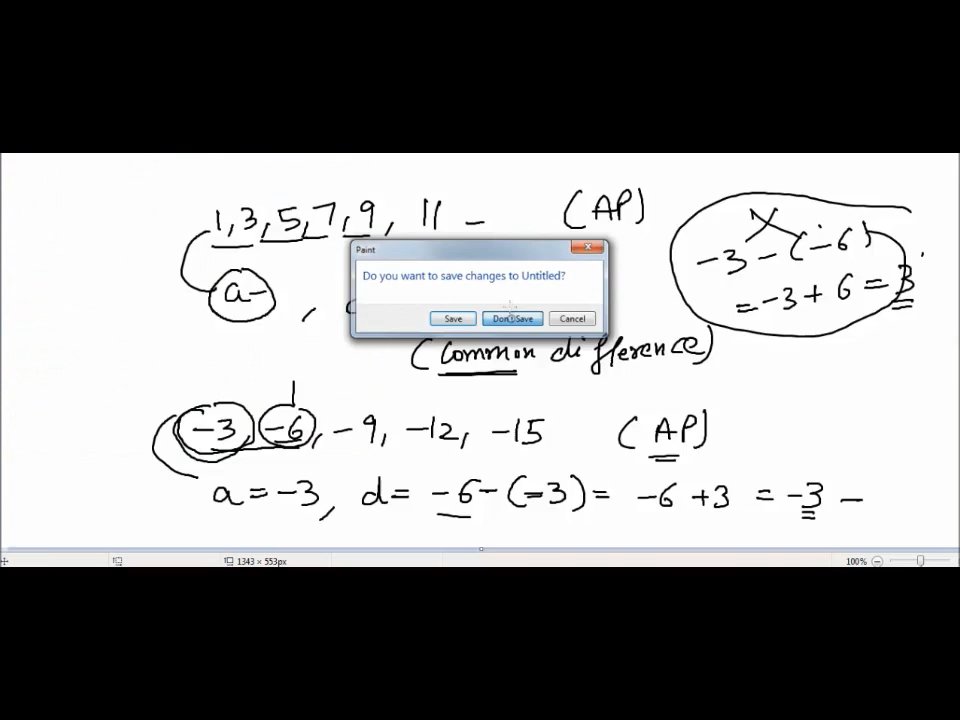 1, 3, 5, 7, 9, 11 -
(AP)
a -
,
-3 - (-6)
= -3 + 6 = 3
Paint
Do you want to save changes to Untitled?
Save
Don't Save
Cancel
(Common difference)
-3, -6, -9, -12, -15
(AP)
a = -3, d = -6 - (-3) = -6 + 3 = -3 -
1343 × 553px
100%